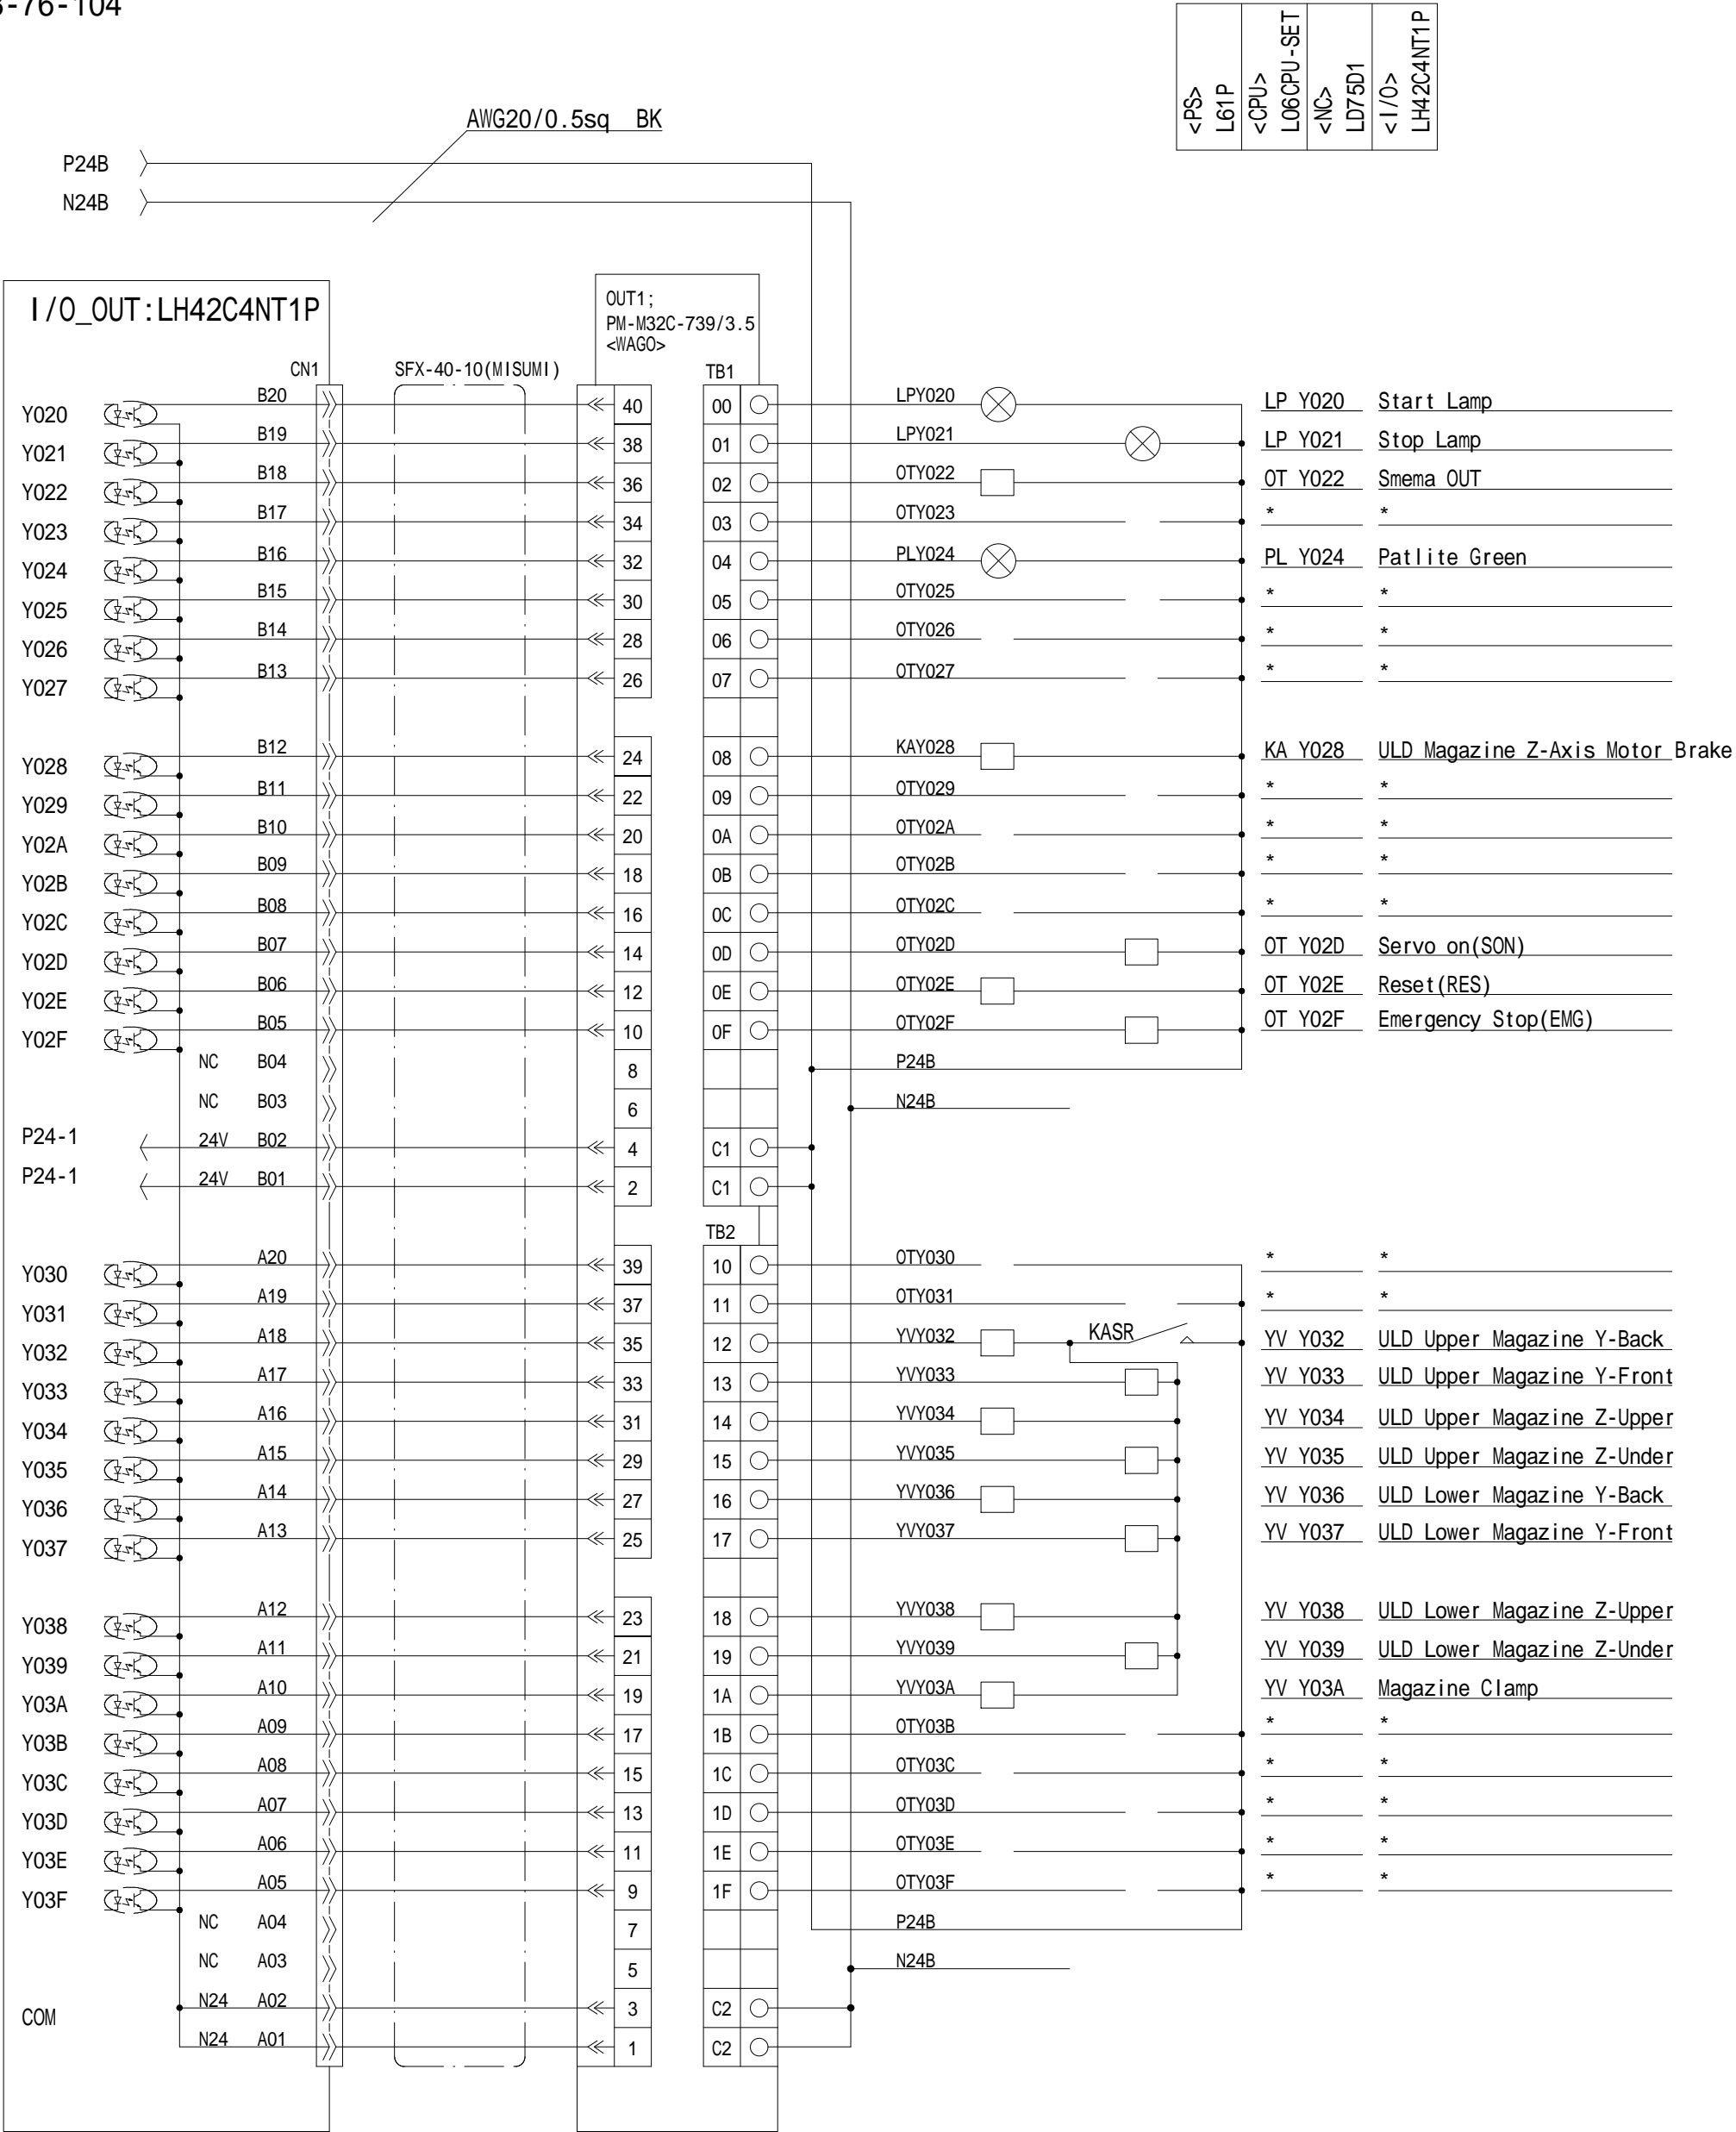 -76-104
<PS>
L61P
<CPU>
L06CPU-SET
<NC>
LD75D1
<I/O>
LH42C4NT1P
AWG20/0.5sq BK
P24B
N24B
I/O_OUT:LH42C4NT1P
OUT1;
PM-M32C-739/3.5
<WAGO>
CN1 SFX-40-10(MISUMI) TB1
Y020 B20 40 00 LPY020 LP Y020 Start Lamp
Y021 B19 38 01 LPY021 LP Y021 Stop Lamp
Y022 B18 36 02 OTY022 OT Y022 Smema OUT
Y023 B17 34 03 OTY023 * *
Y024 B16 32 04 PLY024 PL Y024 Patlite Green
Y025 B15 30 05 OTY025 * *
Y026 B14 28 06 OTY026 * *
Y027 B13 26 07 OTY027 * *
Y028 B12 24 08 KAY028 KA Y028 ULD Magazine Z-Axis Motor Brake
Y029 B11 22 09 OTY029 * *
Y02A B10 20 0A OTY02A * *
Y02B B09 18 0B OTY02B * *
Y02C B08 16 0C OTY02C * *
Y02D B07 14 0D OTY02D OT Y02D Servo on(SON)
Y02E B06 12 0E OTY02E OT Y02E Reset(RES)
Y02F B05 10 0F OTY02F OT Y02F Emergency Stop(EMG)
NC B04 8 P24B
NC B03 6 N24B
P24-1 24V B02 4 C1
P24-1 24V B01 2 C1
TB2
Y030 A20 39 10 OTY030 * *
Y031 A19 37 11 OTY031 * *
Y032 A18 35 12 YVY032 KASR YV Y032 ULD Upper Magazine Y-Back
Y033 A17 33 13 YVY033 YV Y033 ULD Upper Magazine Y-Front
Y034 A16 31 14 YVY034 YV Y034 ULD Upper Magazine Z-Upper
Y035 A15 29 15 YVY035 YV Y035 ULD Upper Magazine Z-Under
Y036 A14 27 16 YVY036 YV Y036 ULD Lower Magazine Y-Back
Y037 A13 25 17 YVY037 YV Y037 ULD Lower Magazine Y-Front
Y038 A12 23 18 YVY038 YV Y038 ULD Lower Magazine Z-Upper
Y039 A11 21 19 YVY039 YV Y039 ULD Lower Magazine Z-Under
Y03A A10 19 1A YVY03A YV Y03A Magazine Clamp
Y03B A09 17 1B OTY03B * *
Y03C A08 15 1C OTY03C * *
Y03D A07 13 1D OTY03D * *
Y03E A06 11 1E OTY03E * *
Y03F A05 9 1F OTY03F * *
NC A04 7 P24B
NC A03 5 N24B
COM N24 A02 3 C2
N24 A01 1 C2